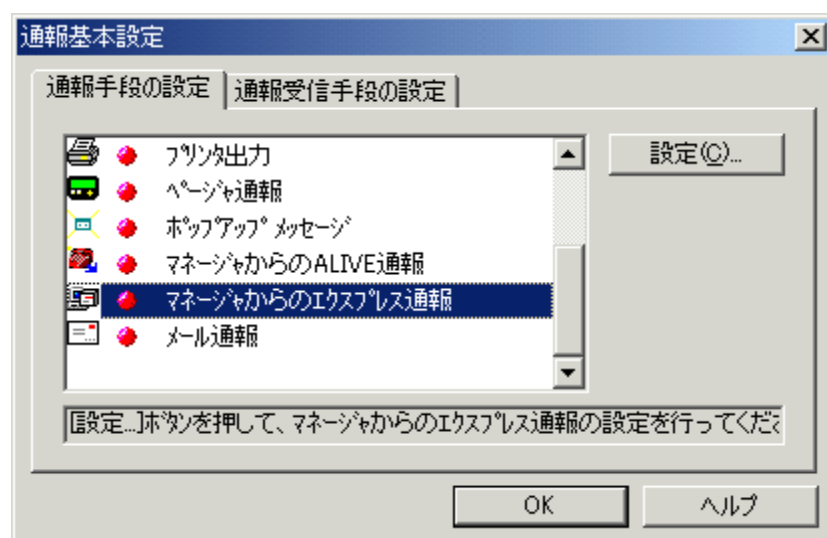 通報基本設定
通報手段の設定 通報受信手段の設定
プリンタ出力
ページャ通報
ポップアップ メッセージ
マネージャからのALIVE通報
マネージャからのエクスプレス通報
メール通報
設定(C)...
[設定...]ボタンを押して、マネージャからのエクスプレス通報の設定を行ってくだ
OK ヘルプ